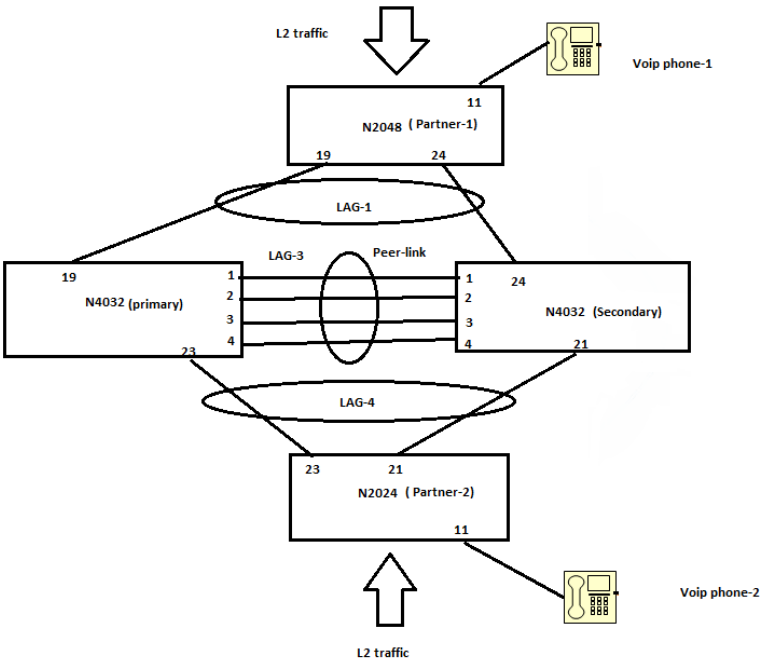 L2 traffic
Voip phone-1
11
N2048 ( Partner-1)
19 24
LAG-1
LAG-3 Peer-link
19 1 1 24
N4032 (primary) 2 2 N4032 (Secondary)
3 3
4 4
23 21
LAG-4
23 21
N2024 ( Partner-2)
11
Voip phone-2
L2 traffic